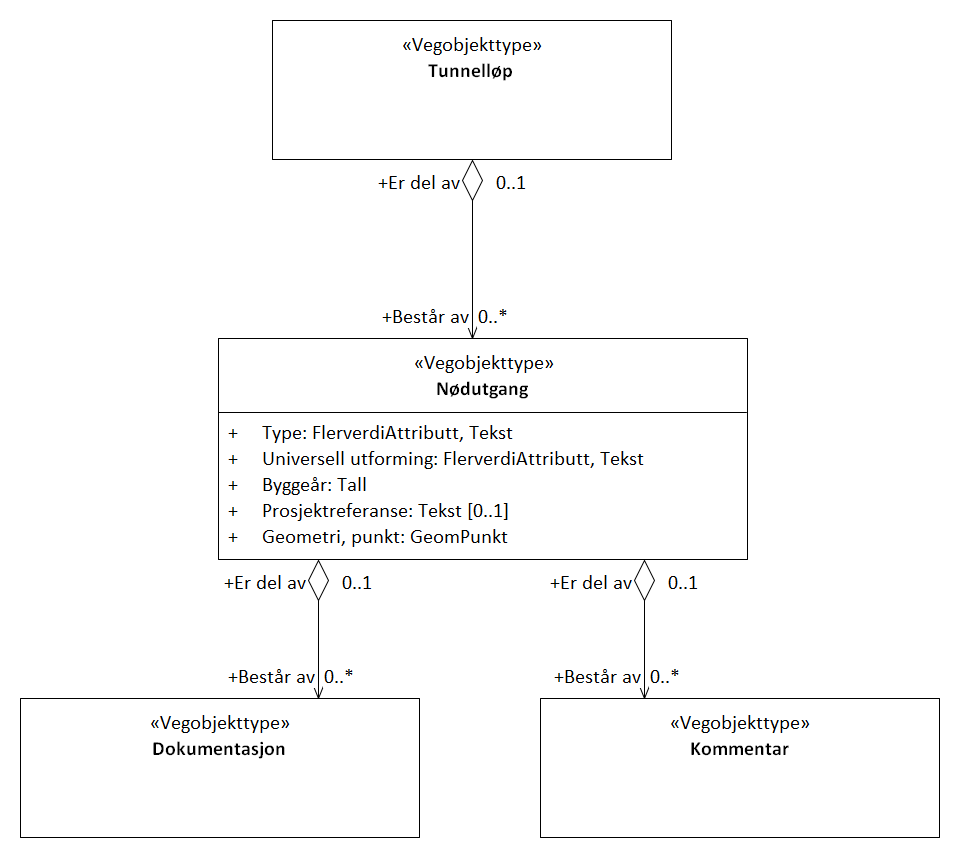 «Vegobjekttype»
Tunnelløp
+Er del av 0..1
+Består av 0..*
«Vegobjekttype»
Nødutgang
+ Type: FlerverdiAttributt, Tekst
+ Universell utforming: FlerverdiAttributt, Tekst
+ Byggeår: Tall
+ Prosjektreferanse: Tekst [0..1]
+ Geometri, punkt: GeomPunkt
+Er del av 0..1 +Er del av 0..1
+Består av 0..* +Består av 0..*
«Vegobjekttype» «Vegobjekttype»
Dokumentasjon Kommentar